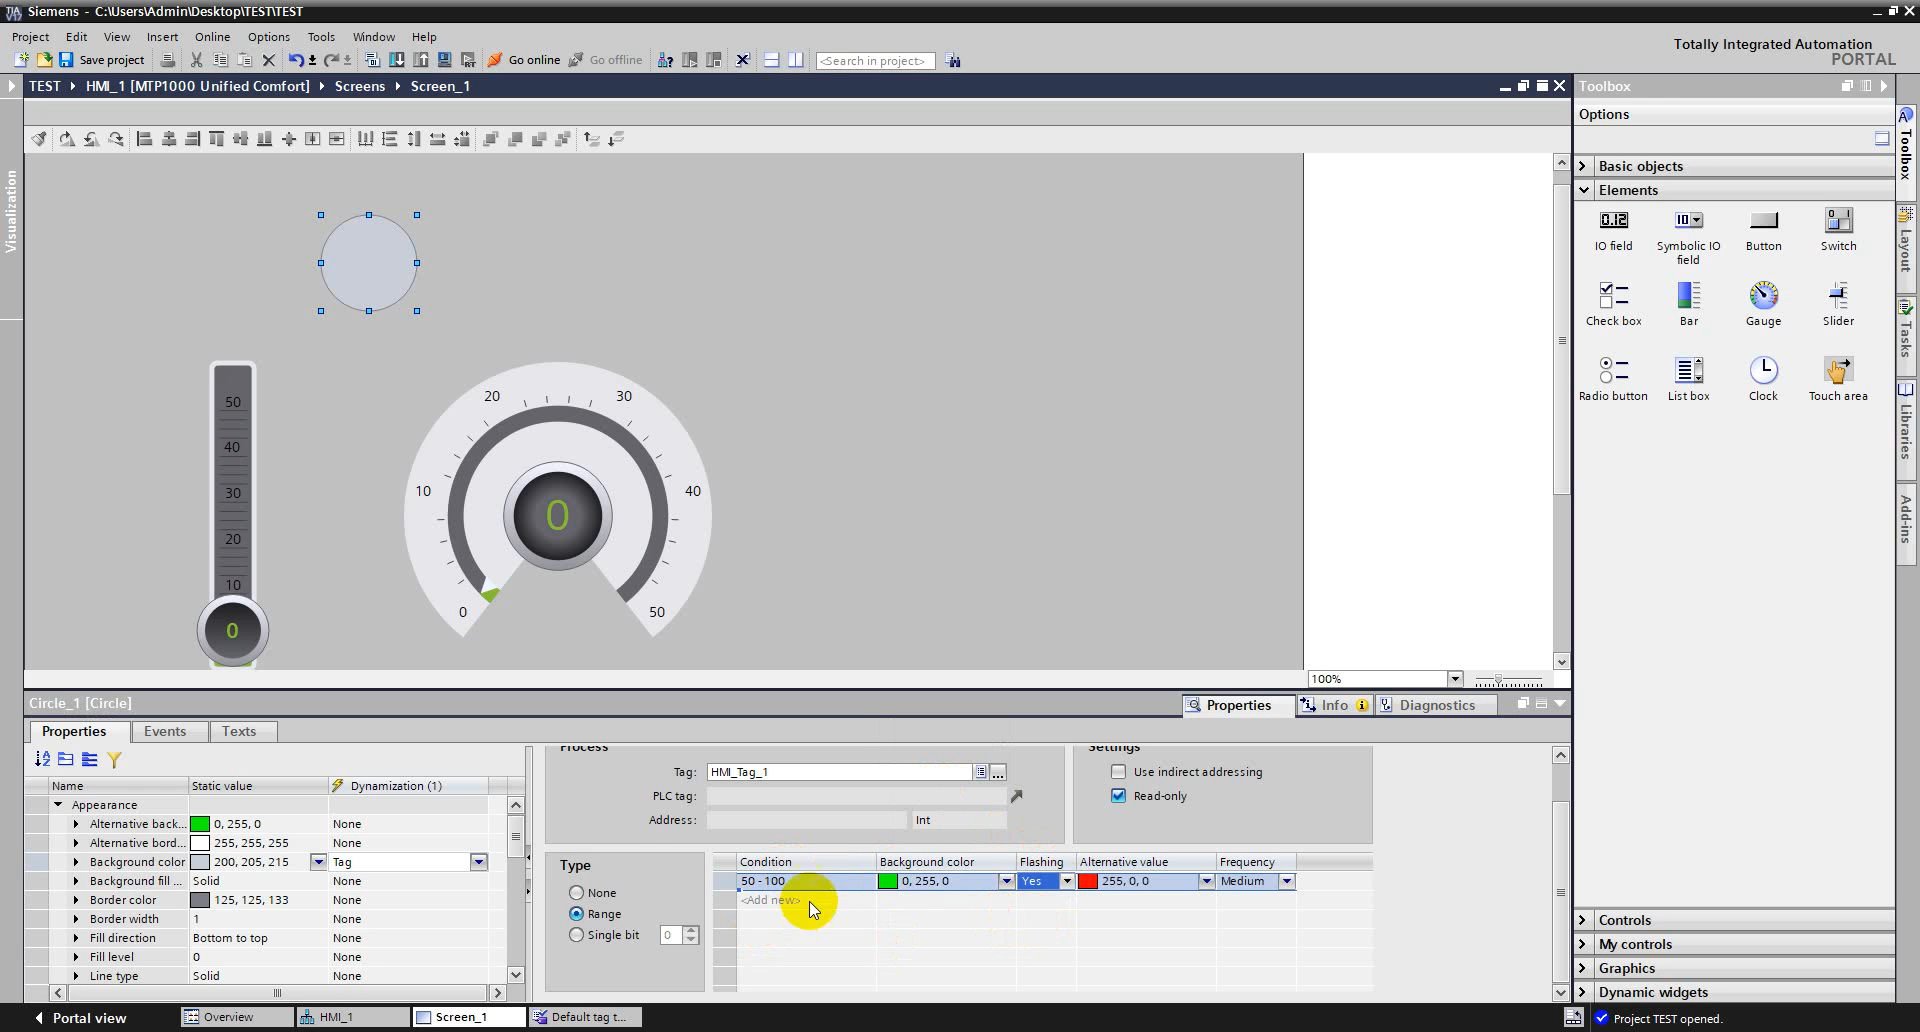 Siemens - C:\Users\Admin\Desktop\TEST\TEST
Project Edit View Insert Online Options Tools Window Help
Totally Integrated Automation
PORTAL
Save project Go online Go offline <Search in project>
TEST HMI_1 [MTP1000 Unified Comfort] Screens Screen_1
Toolbox
Options
Visualization
Basic objects
Elements
0.12 IO 0 I
IO field Symbolic IO field Button Switch
Check box Bar Gauge Slider
Radio button List box Clock Touch area
Toolbox
Layout
Tasks
Libraries
Add-ins
50
40
30
20
10
0
0
10
20
30
40
50
0
100%
Controls
My controls
Graphics
Dynamic widgets
Circle_1 [Circle]
Properties Info Diagnostics
Properties Events Texts
Name Static value Dynamization (1)
Appearance
Alternative back... 0, 255, 0 None
Alternative bord... 255, 255, 255 None
Background color 200, 205, 215 Tag
Background fill ... Solid None
Border color 125, 125, 133 None
Border width 1 None
Fill direction Bottom to top None
Fill level 0 None
Line type Solid None
Process
Tag: HMI_Tag_1
PLC tag:
Address: Int
Settings
Use indirect addressing
Read-only
Type
None
Range
Single bit 0
Condition Background color Flashing Alternative value Frequency
50 - 100 0, 255, 0 Yes 255, 0, 0 Medium
<Add new>
Portal view Overview HMI_1 Screen_1 Default tag t...
Project TEST opened.